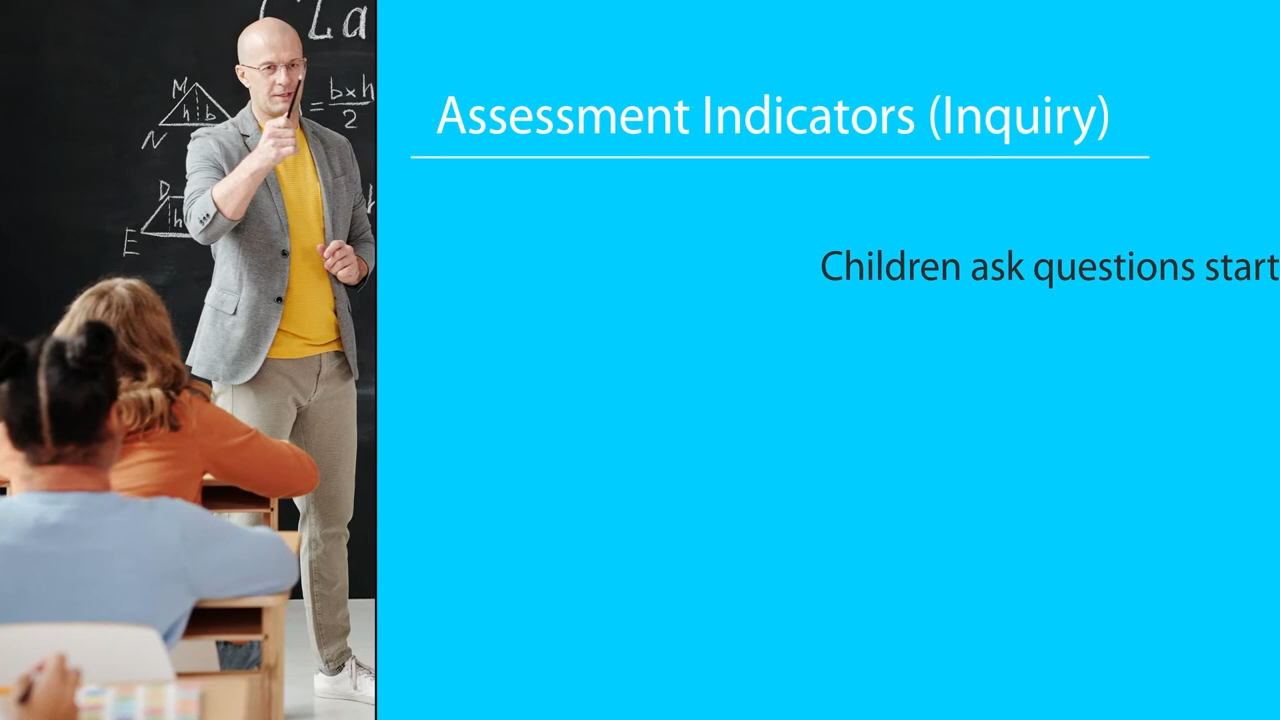 Assessment Indicators (Inquiry)
Children ask questions start
M
h
b
N
=
b×h
2
D
h
E